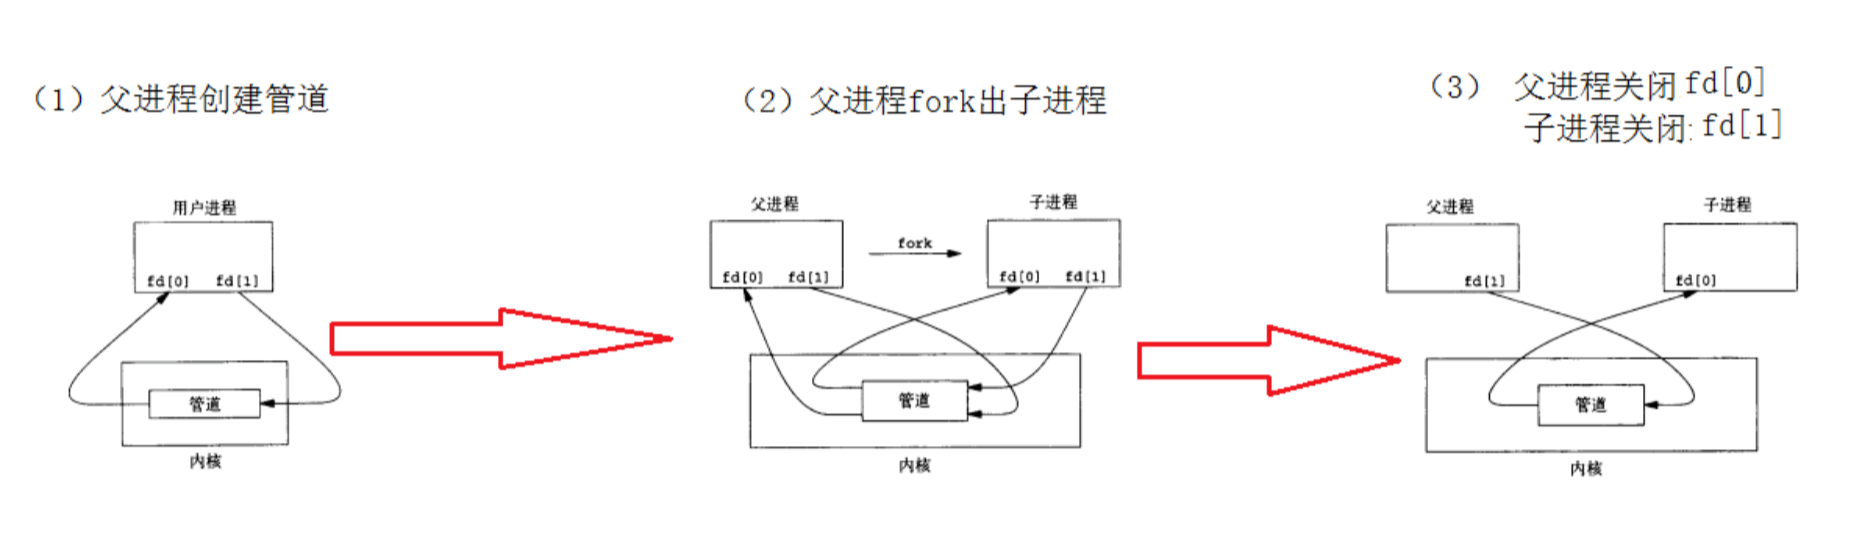 （1）父进程创建管道
用户进程
fd[0] fd[1]
管道
内核
（2）父进程fork出子进程
父进程
子进程
fork
fd[0] fd[1]
fd[0] fd[1]
管道
内核
（3） 父进程关闭fd[0]
子进程关闭:fd[1]
父进程
子进程
fd[1]
fd[0]
管道
内核